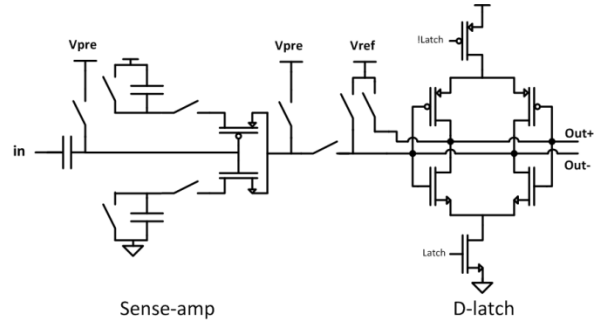 Vpre
Vpre
Vref
!Latch
in
Out+
Out-
Latch
Sense-amp
D-latch